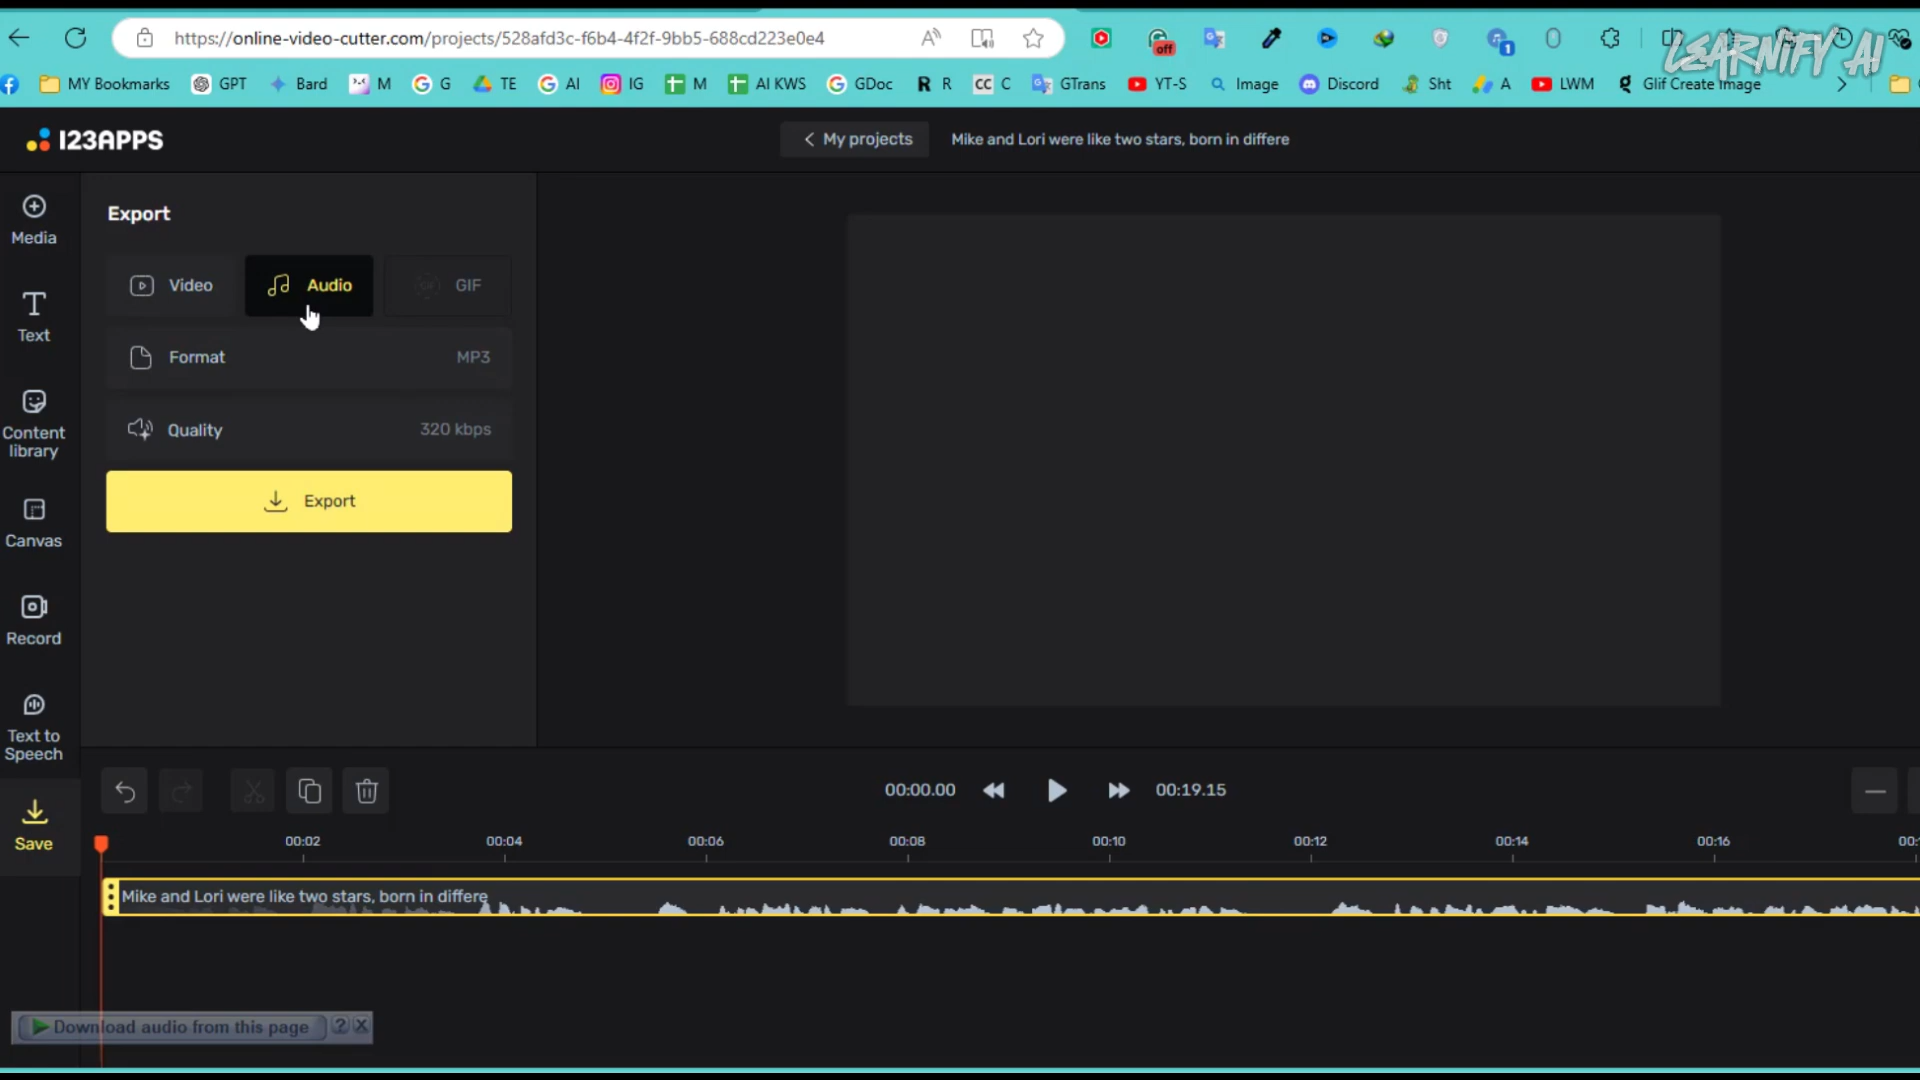 https://online-video-cutter.com/projects/528afd3c-f6b4-4f2f-9bb5-688cd223e0e4
off
1
LEARNIFY AI
MY Bookmarks GPT Bard M G TE AI IG M AI KWS GDoc R R CC C GTrans YT-S Image Discord Sht A LWM Glif Create Image
123APPS
My projects
Mike and Lori were like two stars, born in differe
Media
Text
Content
library
Canvas
Record
Text to
Speech
Save
Export
Video Audio GIF
Format MP3
Quality 320 kbps
Export
00:00.00 00:19.15
00:02 00:04 00:06 00:08 00:10 00:12 00:14 00:16 00:
Mike and Lori were like two stars, born in differe
Download audio from this page ? X